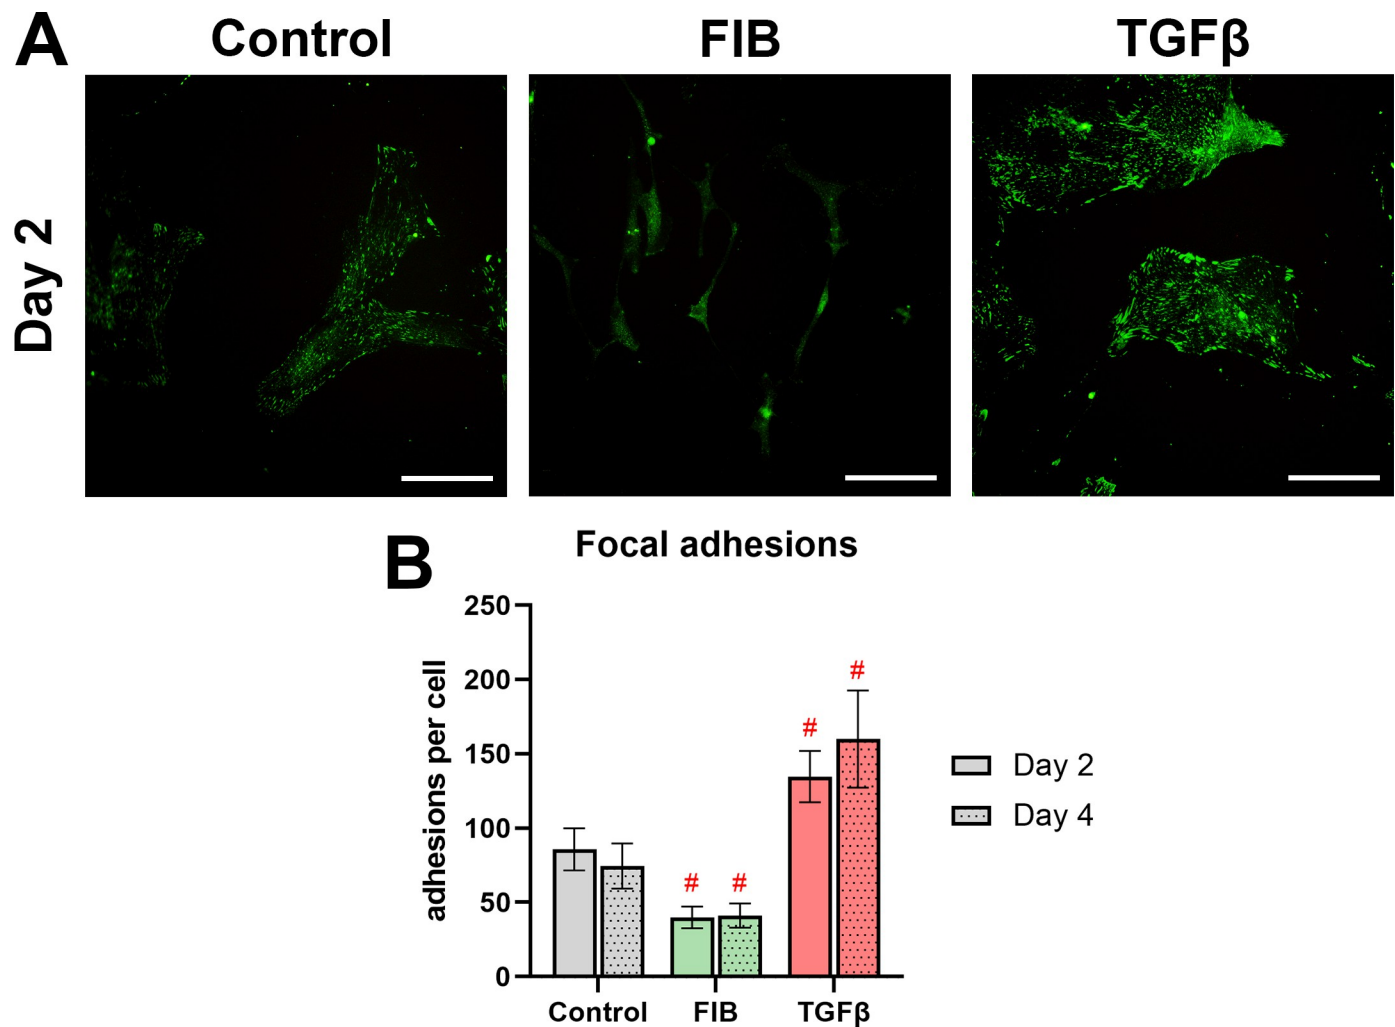 A
Control
FIB
TGFβ
Day 2
B
Focal adhesions
adhesions per cell
250
200
150
100
50
0
#
#
#
#
Control
FIB
TGFβ
Day 2
Day 4